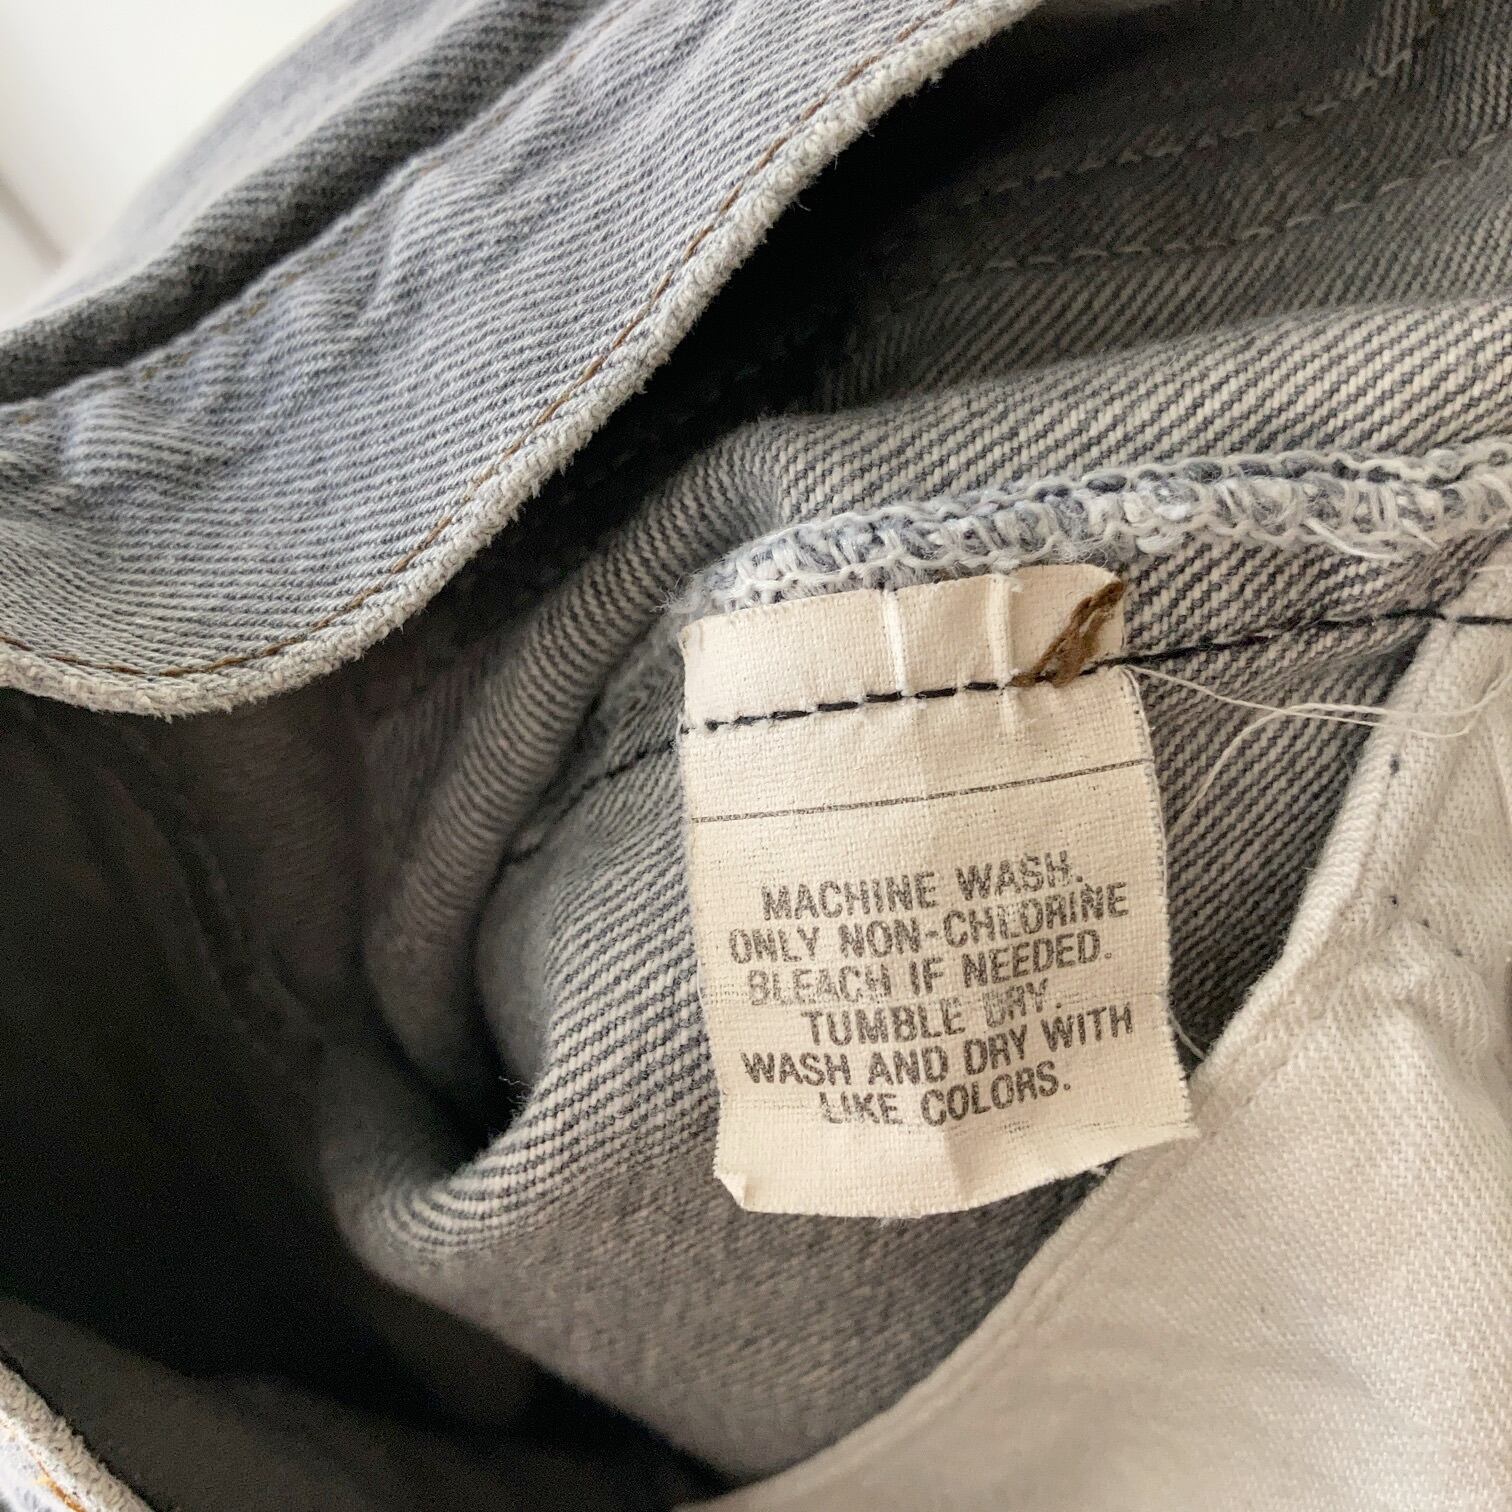 MACHINE WASH.
ONLY NON-CHLORINE
BLEACH IF NEEDED.
TUMBLE DRY.
WASH AND DRY WITH
LIKE COLORS.